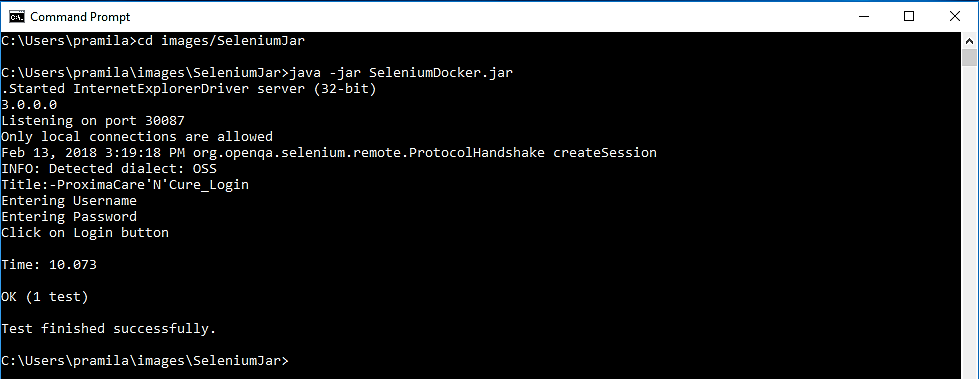 Command Prompt
C:\Users\pramila>cd images/SeleniumJar
C:\Users\pramila\images\SeleniumJar>java -jar SeleniumDocker.jar
.Started InternetExplorerDriver server (32-bit)
3.0.0.0
Listening on port 30087
Only local connections are allowed
Feb 13, 2018 3:19:18 PM org.openqa.selenium.remote.ProtocolHandshake createSession
INFO: Detected dialect: OSS
Title:-ProximaCare'N'Cure_Login
Entering Username
Entering Password
Click on Login button
Time: 10.073
OK (1 test)
Test finished successfully.
C:\Users\pramila\images\SeleniumJar>